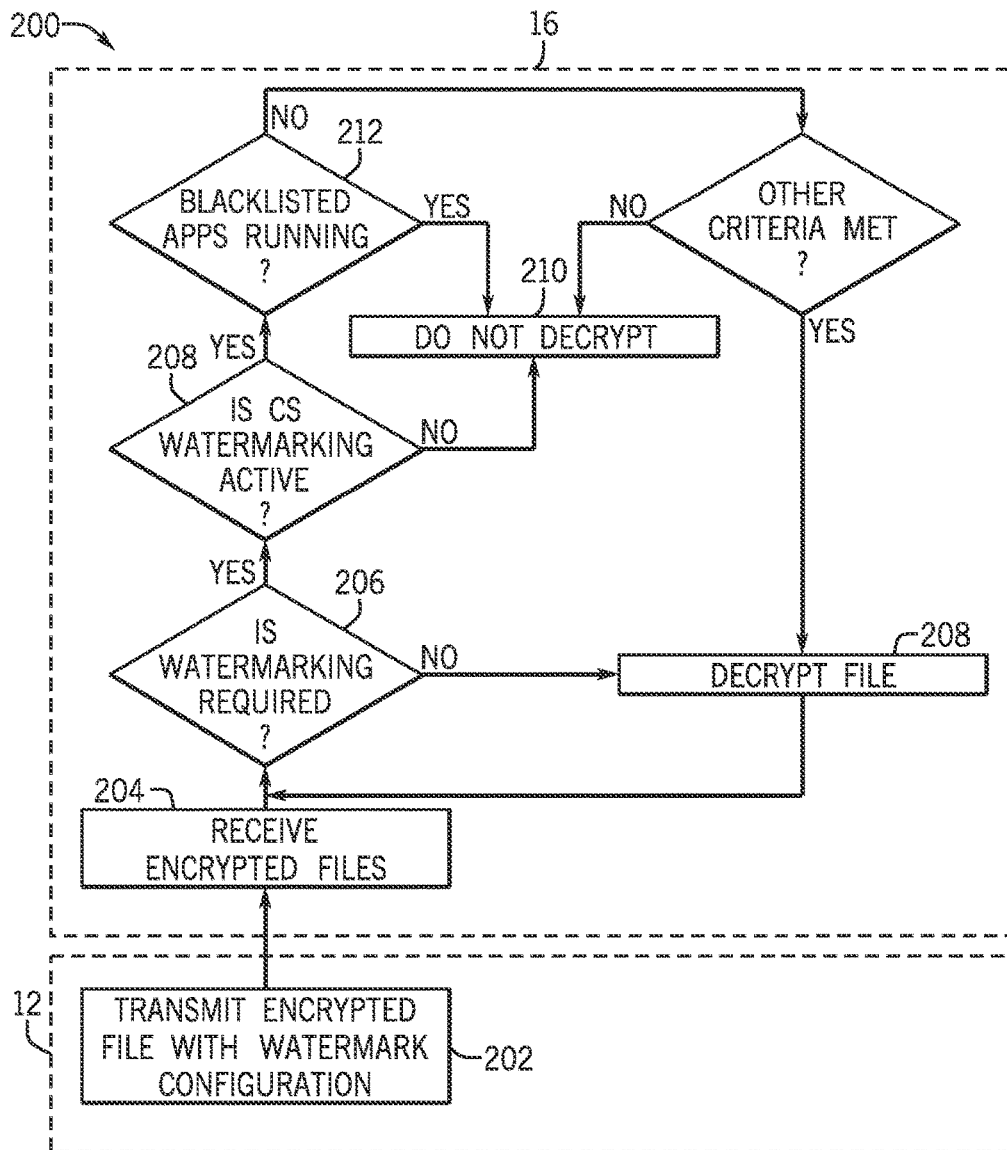 200
16
NO
212
BLACKLISTED
APPS RUNNING
?
YES
NO
OTHER
CRITERIA MET
?
YES
210
DO NOT DECRYPT
YES
208
IS CS
WATERMARKING
ACTIVE
?
NO
YES
206
IS
WATERMARKING
REQUIRED
?
NO
208
DECRYPT FILE
204
RECEIVE
ENCRYPTED FILES
12
TRANSMIT ENCRYPTED
FILE WITH WATERMARK
CONFIGURATION
202